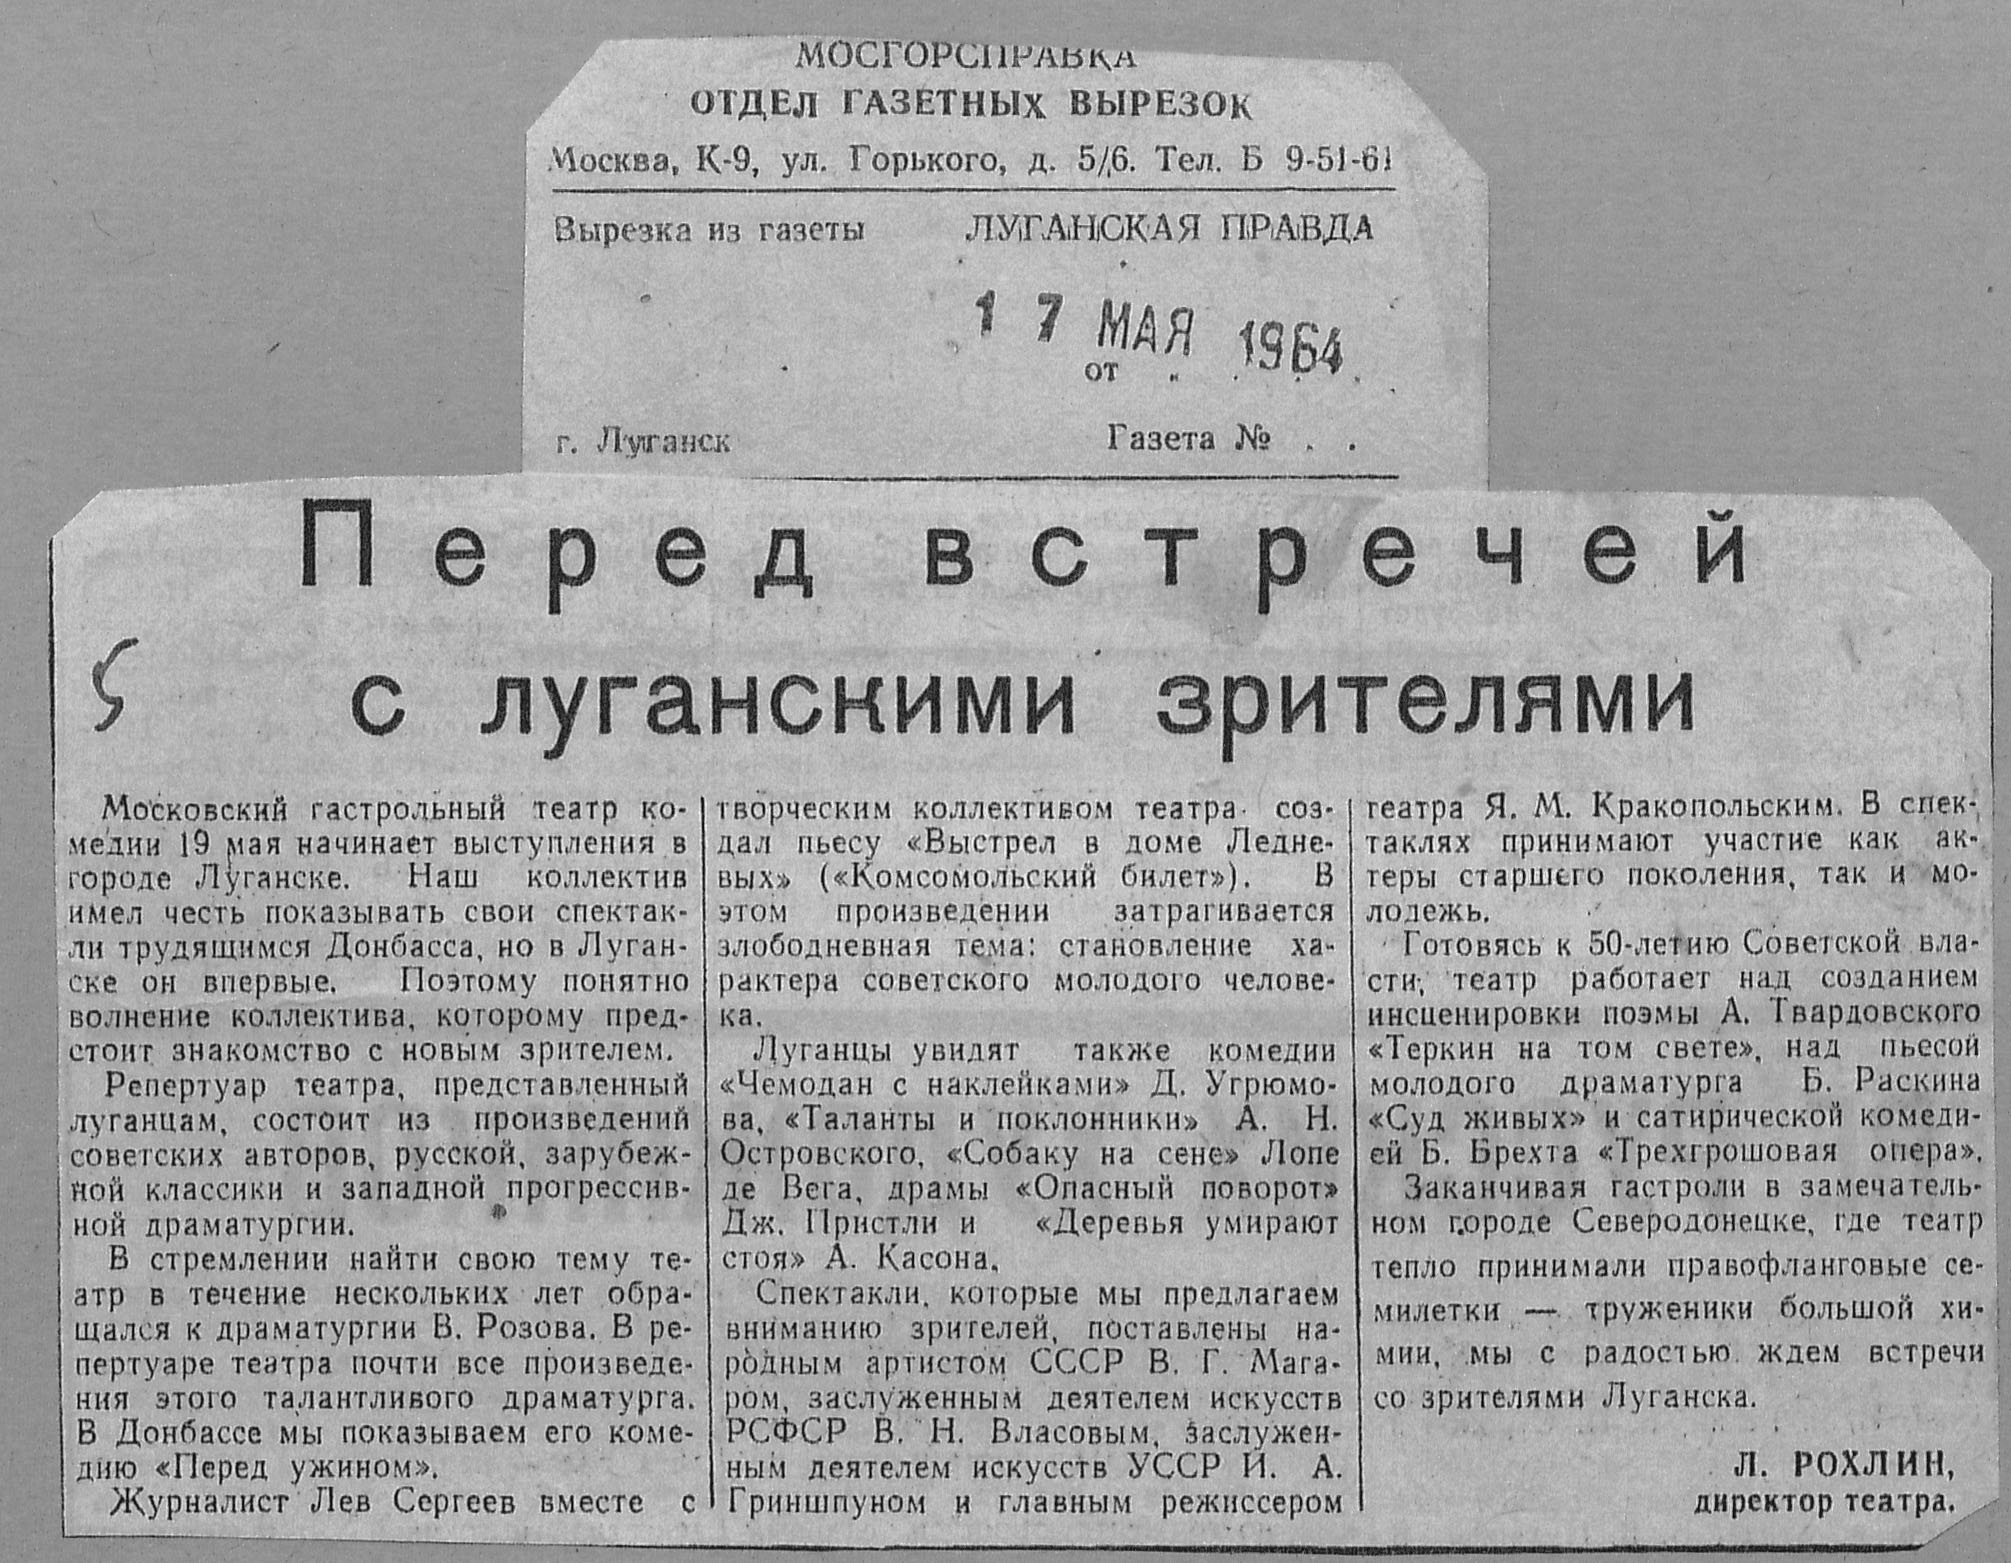 МОСГОРСПРАВКА
ОТДЕЛ ГАЗЕТНЫХ ВЫРЕЗОК
Москва, К-9, ул. Горького, д. 5/6. Тел. Б 9-51-61
Вырезка из газеты ЛУГАНСКАЯ ПРАВДА
17 МАЯ 1964
от
г. Луганск Газета № . .
Перед встречей
с луганскими зрителями
5
Московский гастрольный театр ко-
медии 19 мая начинает выступления в
городе Луганске. Наш коллектив
имел честь показывать свои спектак-
ли трудящимся Донбасса, но в Луган-
ске он впервые. Поэтому понятно
волнение коллектива, которому пред-
стоит знакомство с новым зрителем.
Репертуар театра, представленный
луганцам, состоит из произведений
советских авторов, русской, зарубеж-
ной классики и западной прогрессив-
ной драматургии.
В стремлении найти свою тему те-
атр в течение нескольких лет обра-
щался к драматургии В. Розова. В ре-
пертуаре театра почти все произведе-
ния этого талантливого драматурга.
В Донбассе мы показываем его коме-
дию «Перед ужином».
Журналист Лев Сергеев вместе с
творческим коллективом театра соз-
дал пьесу «Выстрел в доме Ледне-
вых» («Комсомольский билет»). В
этом произведении затрагивается
злободневная тема: становление ха-
рактера советского молодого челове-
ка.
Луганцы увидят также комедии
«Чемодан с наклейками» Д. Угрюмо-
ва, «Таланты и поклонники» А. Н.
Островского, «Собаку на сене» Лопе
де Вега, драмы «Опасный поворот»
Дж. Пристли и «Деревья умирают
стоя» А. Касона.
Спектакли, которые мы предлагаем
вниманию зрителей, поставлены на-
родным артистом СССР В. Г. Мага-
ром, заслуженным деятелем искусств
РСФСР В. Н. Власовым, заслужен-
ным деятелем искусств УССР И. А.
Гриншпуном и главным режиссером
театра Я. М. Кракопольским. В спек-
таклях принимают участие как ак-
теры старшего поколения, так и мо-
лодежь.
Готовясь к 50-летию Советской вла-
сти, театр работает над созданием
инсценировки поэмы А. Твардовского
«Теркин на том свете», над пьесой
молодого драматурга Б. Раскина
«Суд живых» и сатирической комеди-
ей Б. Брехта «Трехгрошовая опера».
Заканчивая гастроли в замечатель-
ном городе Северодонецке, где театр
тепло принимали правофланговые се-
милетки — труженики большой хи-
мии, мы с радостью ждем встречи
со зрителями Луганска.
Л. РОХЛИН,
директор театра.